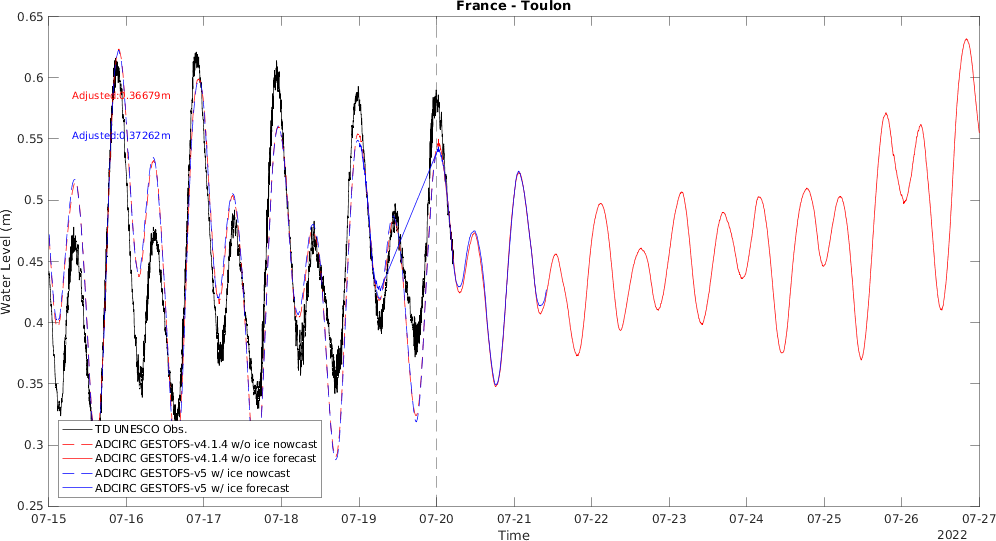 France - Toulon
0.65
0.6
0.55
0.5
0.45
0.4
0.35
0.3
0.25
Water Level (m)
Adjusted:0.36679m
Adjusted:0.37262m
TD UNESCO Obs.
ADCIRC GESTOFS-v4.1.4 w/o ice nowcast
ADCIRC GESTOFS-v4.1.4 w/o ice forecast
ADCIRC GESTOFS-v5 w/ ice nowcast
ADCIRC GESTOFS-v5 w/ ice forecast
07-15 07-16 07-17 07-18 07-19 07-20 07-21 07-22 07-23 07-24 07-25 07-26 07-27
Time
2022